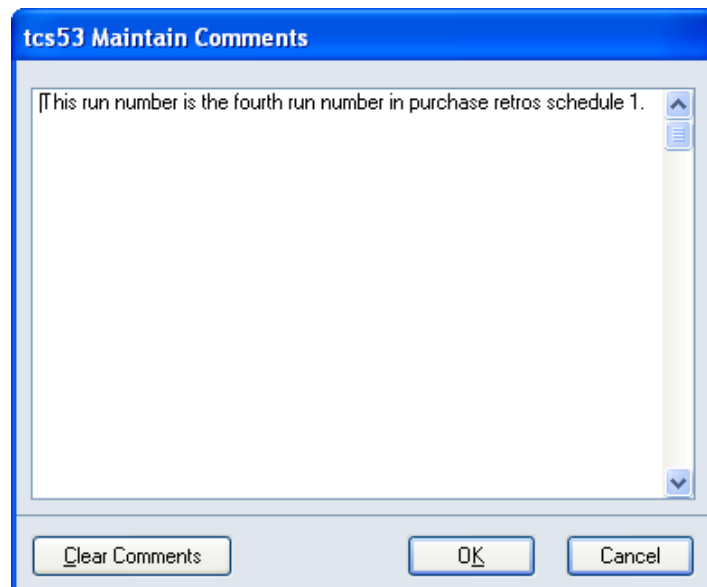 tcs53 Maintain Comments
This run number is the fourth run number in purchase retros schedule 1.
Clear Comments
OK
Cancel